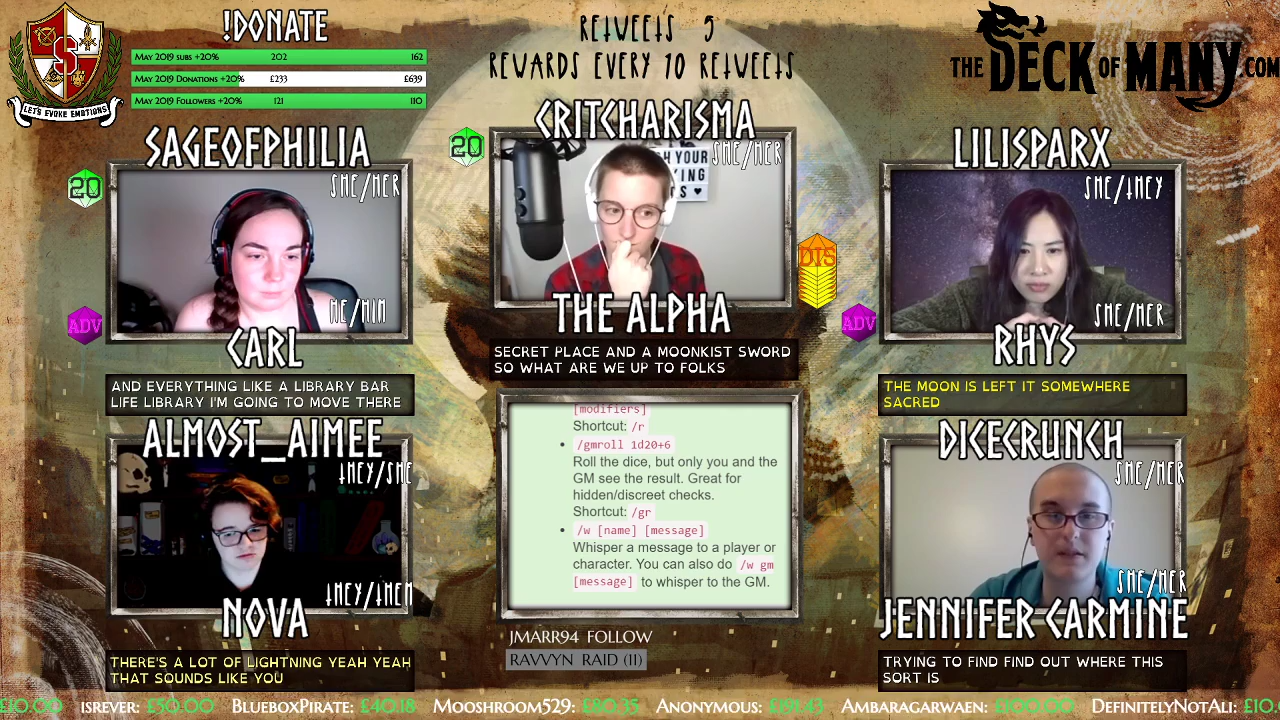 !DONATE
MAY 2019 SUBS +20% 202 162
MAY 2019 DONATIONS +20% £233 £639
MAY 2019 FOLLOWERS +20% 121 110
LET'S EVOKE EMOTIONS
RETWEETS 5
REWARDS EVERY 10 RETWEETS
THE DECK OF MANY.COM
SAGEOFPHILIA
SHE/HER
20
ADV
HE/HIM
CARL
AND EVERYTHING LIKE A LIBRARY BAR
LIFE LIBRARY I'M GOING TO MOVE THERE
CRITCHARISMA
SHE/HER
20
DIS
THE ALPHA
SECRET PLACE AND A MOONKIST SWORD
SO WHAT ARE WE UP TO FOLKS
LILISPARX
SHE/THEY
ADV
SHE/HER
RHYS
THE MOON IS LEFT IT SOMEWHERE
SACRED
ALMOST_AIMEE
THEY/SHE
THEY/THEM
NOVA
THERE'S A LOT OF LIGHTNING YEAH YEAH
THAT SOUNDS LIKE YOU
[modifiers]
Shortcut: /r
• /gmroll 1d20+6
Roll the dice, but only you and the
GM see the result. Great for
hidden/discreet checks.
Shortcut: /gr
• /w [name] [message]
Whisper a message to a player or
character. You can also do /w gm
[message] to whisper to the GM.
JMARR94 FOLLOW
RAVVYN RAID (11)
DICECRUNCH
SHE/HER
SHE/HER
JENNIFER CARMINE
TRYING TO FIND FIND OUT WHERE THIS
SORT IS
£10.00 ISREVER: £50.00 BLUEBOXPIRATE: £40.18 MOOSHROOM529: £80.35 ANONYMOUS: £191.43 AMBARAGARWAEN: £100.00 DEFINITELYNOTALI: £10.0